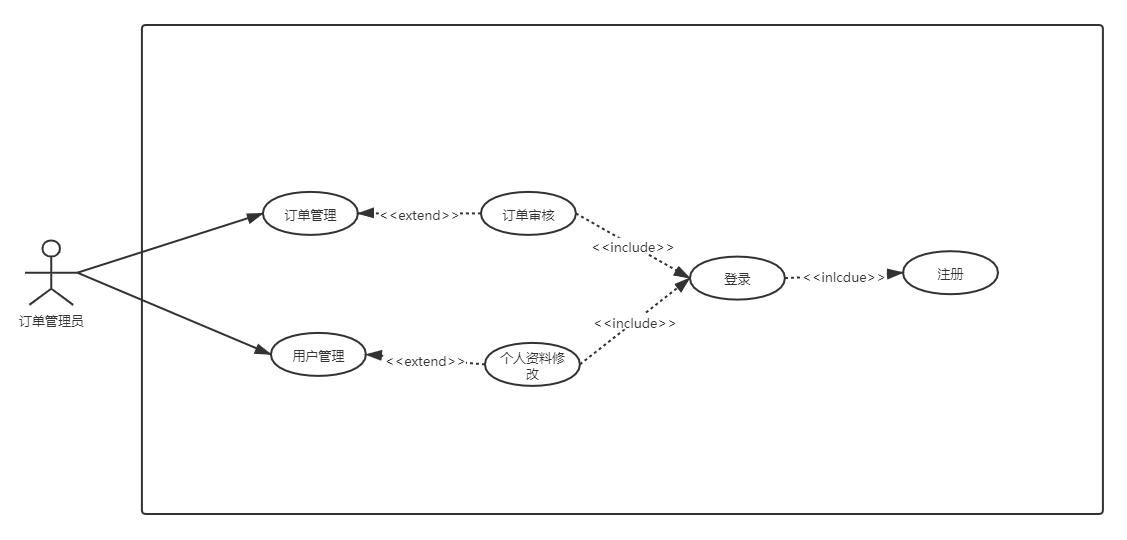 订单管理
<<extend>>
订单审核
<<include>>
登录
<<inlcdue>>
注册
订单管理员
<<include>>
用户管理
<<extend>>
个人资料修
改